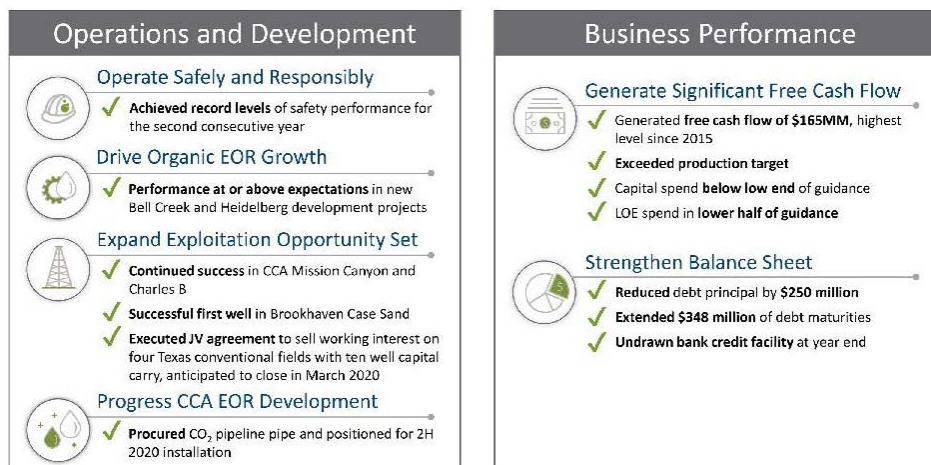 Operations and Development
Operate Safely and Responsibly
Achieved record levels of safety performance for
the second consecutive year
Drive Organic EOR Growth
Performance at or above expectations in new
Bell Creek and Heidelberg development projects
Expand Exploitation Opportunity Set
Continued success in CCA Mission Canyon and
Charles B
Successful first well in Brookhaven Case Sand
Executed JV agreement to sell working interest on
four Texas conventional fields with ten well capital
carry, anticipated to close in March 2020
Progress CCA EOR Development
Procured CO₂ pipeline pipe and positioned for 2H
2020 installation
Business Performance
Generate Significant Free Cash Flow
Generated free cash flow of $165MM, highest
level since 2015
Exceeded production target
Capital spend below low end of guidance
LOE spend in lower half of guidance
Strengthen Balance Sheet
Reduced debt principal by $250 million
Extended $348 million of debt maturities
Undrawn bank credit facility at year end